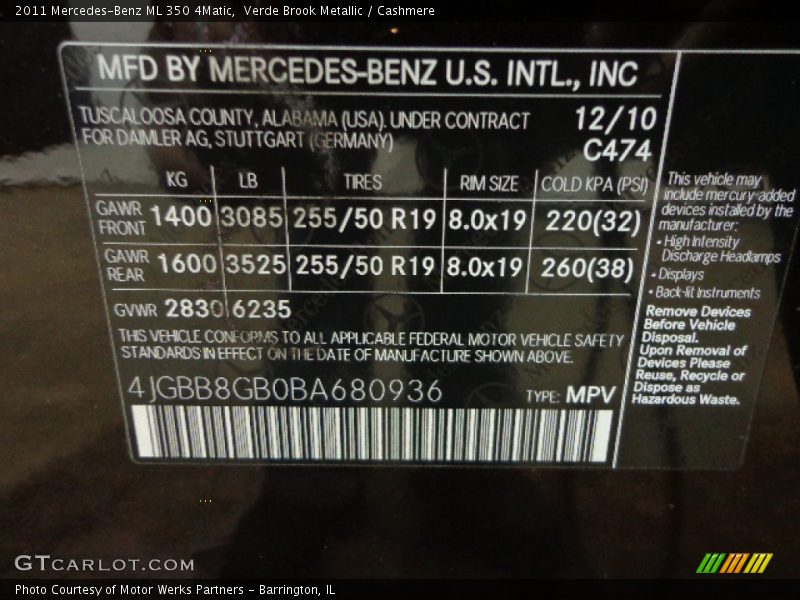 2011 Mercedes-Benz ML 350 4Matic,  Verde Brook Metallic / Cashmere
MFD BY MERCEDES-BENZ U.S. INTL., INC
TUSCALOOSA COUNTY, ALABAMA (USA), UNDER CONTRACT
FOR DAIMLER AG, STUTTGART (GERMANY)
12/10
C474
KG LB TIRES RIM SIZE COLD KPA (PSI)
GAWR FRONT 1400 3085 255/50 R19 8.0x19 220(32)
GAWR REAR 1600 3525 255/50 R19 8.0x19 260(38)
GVWR 2830 6235
THIS VEHICLE CONFORMS TO ALL APPLICABLE FEDERAL MOTOR VEHICLE SAFETY
STANDARDS IN EFFECT ON THE DATE OF MANUFACTURE SHOWN ABOVE.
4JGBB8GB0BA680936
TYPE: MPV
This vehicle may
include mercury-added
devices installed by the
manufacturer:
• High Intensity
Discharge Headlamps
• Displays
• Back-lit Instruments
Remove Devices
Before Vehicle
Disposal.
Upon Removal of
Devices Please
Reuse, Recycle or
Dispose as
Hazardous Waste.
GTCARLOT.COM
Photo Courtesy of Motor Werks Partners - Barrington, IL